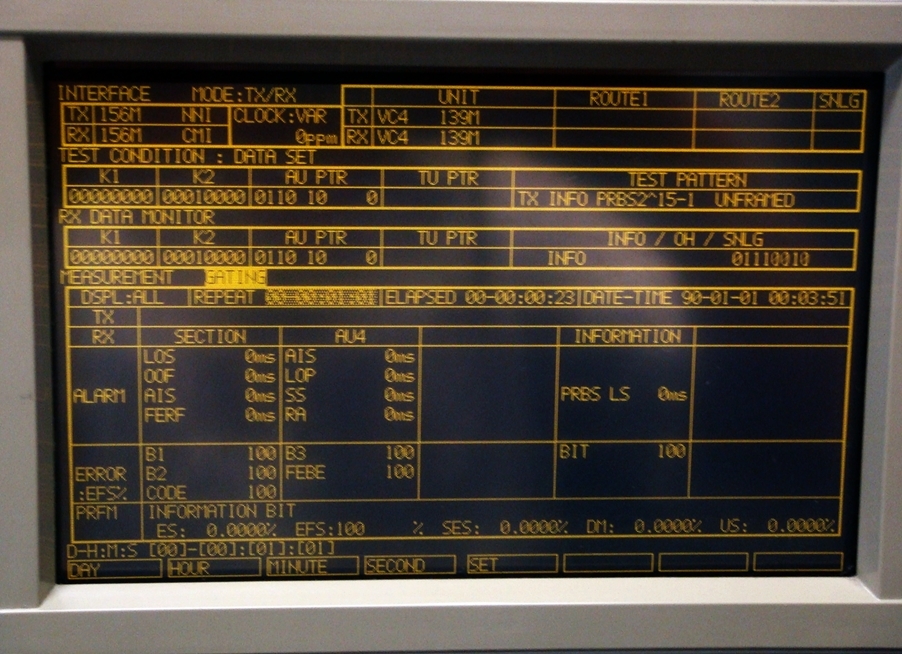 INTERFACE MODE:TX/RX UNIT ROUTE1 ROUTE2 SNLG
TX 156M NNI CLOCK:VAR TX VC4 139M
RX 156M CMI 0ppm RX VC4 139M
TEST CONDITION : DATA SET
K1 K2 AU PTR TU PTR TEST PATTERN
00000000 00010000 0110 10 0 TX INFO PRBS2^15-1 UNFRAMED
RX DATA MONITOR
K1 K2 AU PTR TU PTR INFO / OH / SNLG
00000000 00010000 0110 10 0 INFO 01110010
MEASUREMENT GATING
DSPL:ALL REPEAT ELAPSED 00-00:00:23 DATE-TIME 90-01-01 00:03:51
TX
RX SECTION AU4 INFORMATION
LOS 0ms AIS 0ms
OOF 0ms LOP 0ms
ALARM AIS 0ms SS 0ms PRBS LS 0ms
FERF 0ms RA 0ms
B1 100 B3 100 BIT 100
ERROR B2 100 FEBE 100
:EFS% CODE 100
PRFM INFORMATION BIT
ES: 0.0000% EFS:100 % SES: 0.0000% DM: 0.0000% US: 0.0000%
D-H:M:S [00]-[00]:[01]:[01]
DAY HOUR MINUTE SECOND SET